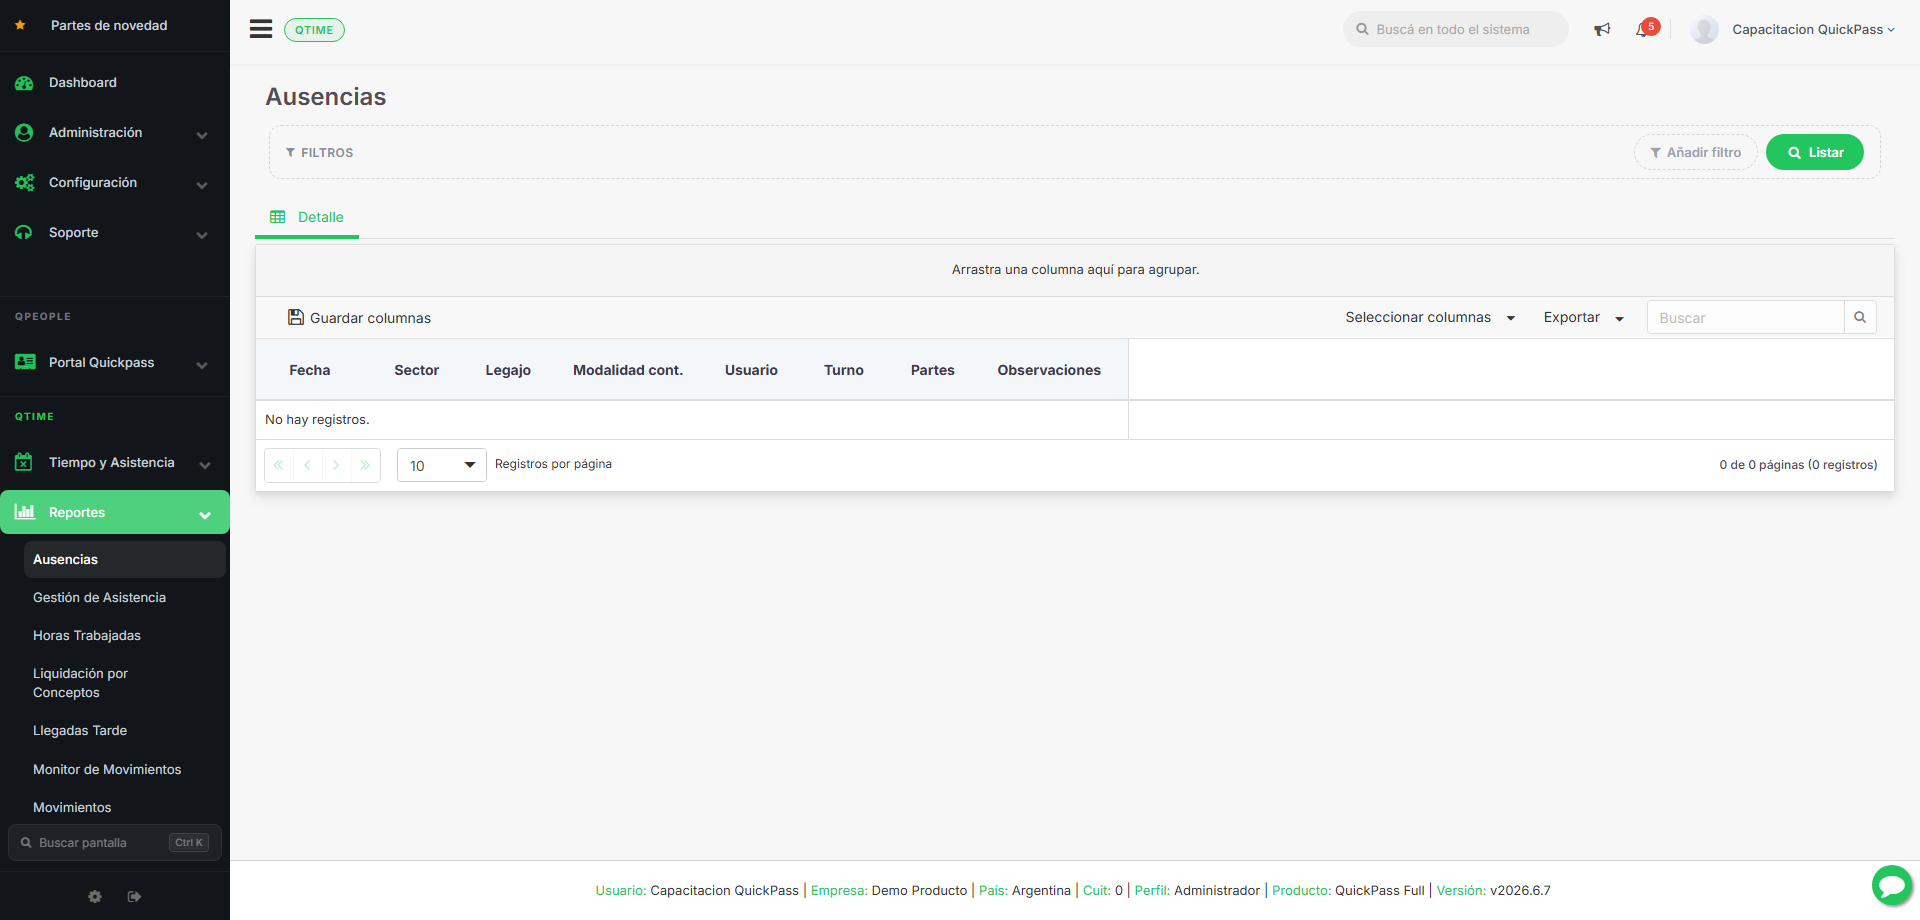 Partes de novedad
Dashboard
Administración
Configuración
Soporte
QPEOPLE
Portal Quickpass
QTIME
Tiempo y Asistencia
Reportes
Ausencias
Gestión de Asistencia
Horas Trabajadas
Liquidación por
Conceptos
Llegadas Tarde
Monitor de Movimientos
Movimientos
Buscar pantalla Ctrl K
QTIME
Buscá en todo el sistema
5
Capacitacion QuickPass
Ausencias
FILTROS
Añadir filtro
Listar
Detalle
Arrastra una columna aquí para agrupar.
Guardar columnas
Seleccionar columnas
Exportar
Buscar
Fecha Sector Legajo Modalidad cont. Usuario Turno Partes Observaciones
No hay registros.
10
Registros por página
0 de 0 páginas (0 registros)
Usuario: Capacitacion QuickPass | Empresa: Demo Producto | País: Argentina | Cuit: 0 | Perfil: Administrador | Producto: QuickPass Full | Versión: v2026.6.7